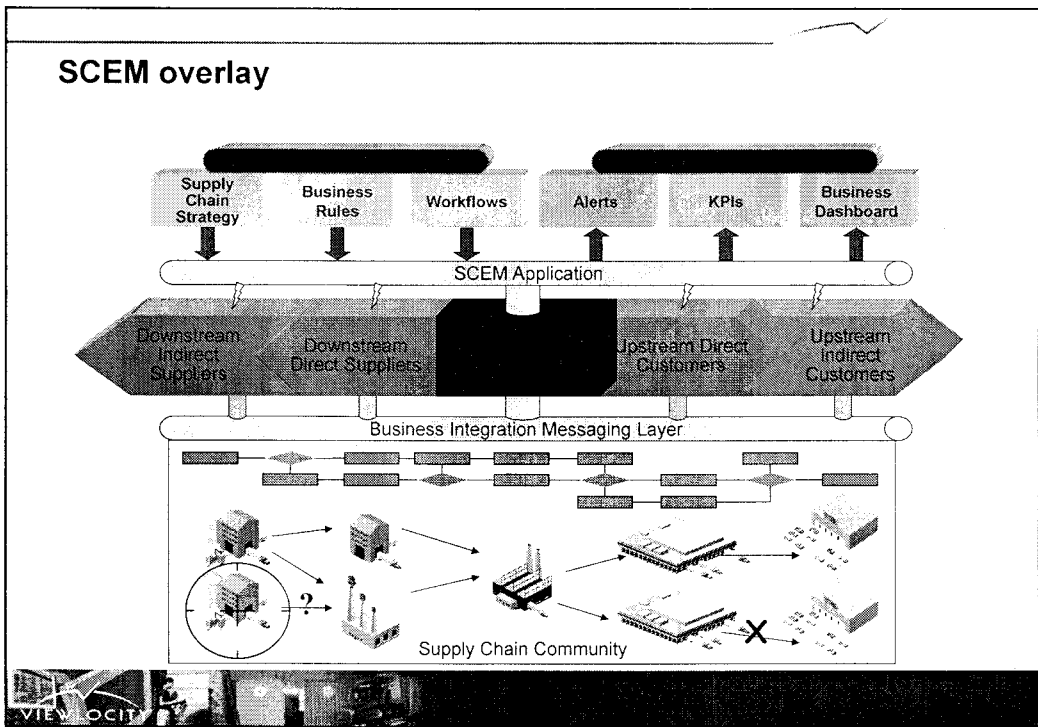 SCEM overlay
Supply
Chain
Strategy
Business
Rules
Workflows
Alerts
KPIs
Business
Dashboard
SCEM Application
Downstream
Indirect
Suppliers
Downstream
Direct Suppliers
Upstream Direct
Customers
Upstream
Indirect
Customers
Business Integration Messaging Layer
?
X
Supply Chain Community
VIEWLOCITY